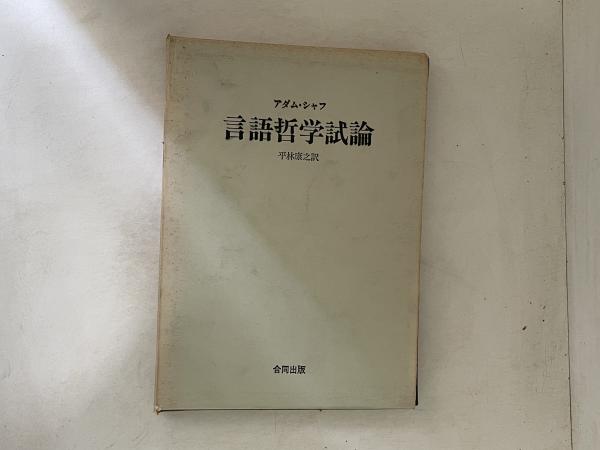 アダム・シャフ
言語哲学試論
平林康之訳
合同出版